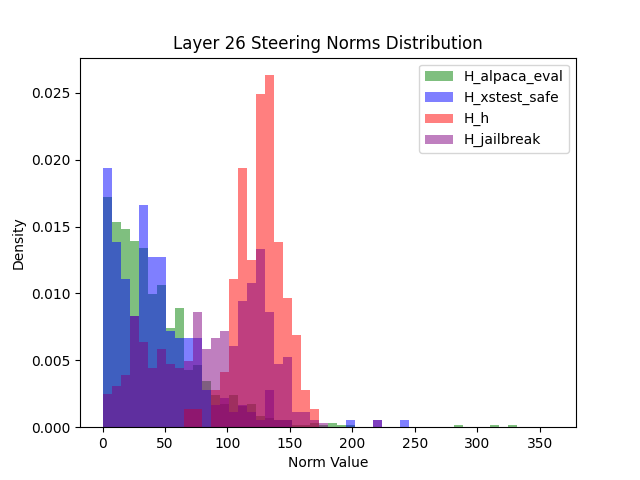 Layer 26 Steering Norms Distribution
H_alpaca_eval
H_xstest_safe
H_h
H_jailbreak
Density
0.025
0.020
0.015
0.010
0.005
0.000
0 50 100 150 200 250 300 350
Norm Value